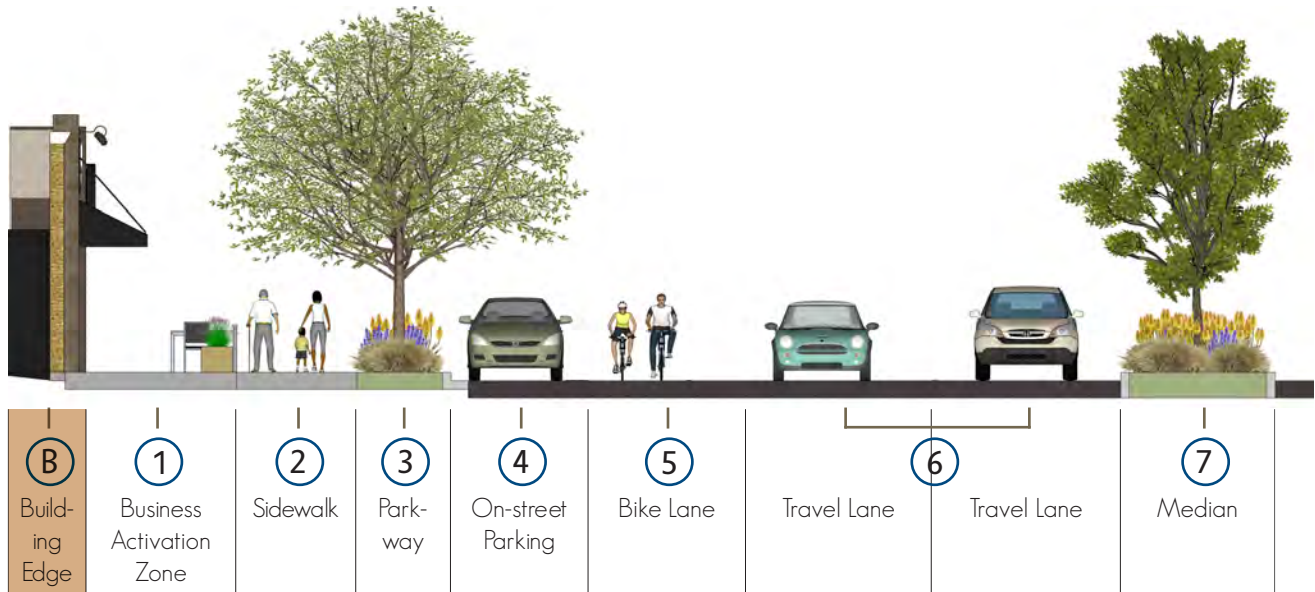 B
Build-
ing
Edge
1
Business
Activation
Zone
2
Sidewalk
3
Park-
way
4
On-street
Parking
5
Bike Lane
6
Travel Lane
Travel Lane
7
Median